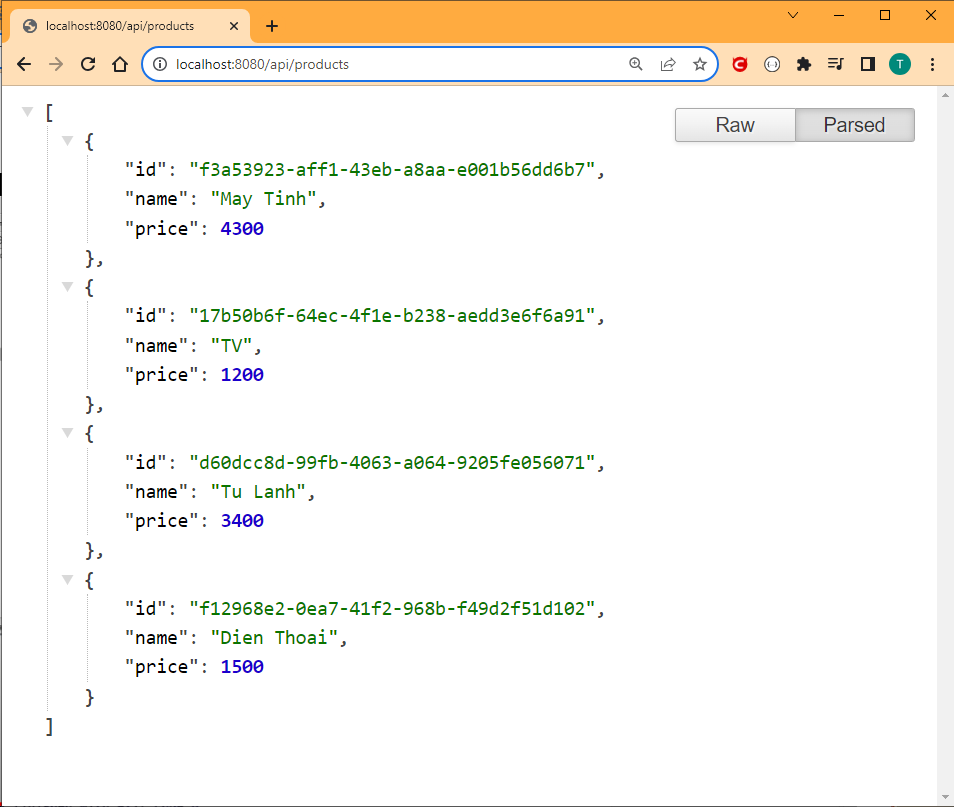 localhost:8080/api/products
localhost:8080/api/products
T
Raw
Parsed
[
{
"id": "f3a53923-aff1-43eb-a8aa-e001b56dd6b7",
"name": "May Tinh",
"price": 4300
},
{
"id": "17b50b6f-64ec-4f1e-b238-aedd3e6f6a91",
"name": "TV",
"price": 1200
},
{
"id": "d60dcc8d-99fb-4063-a064-9205fe056071",
"name": "Tu Lanh",
"price": 3400
},
{
"id": "f12968e2-0ea7-41f2-968b-f49d2f51d102",
"name": "Dien Thoai",
"price": 1500
}
]